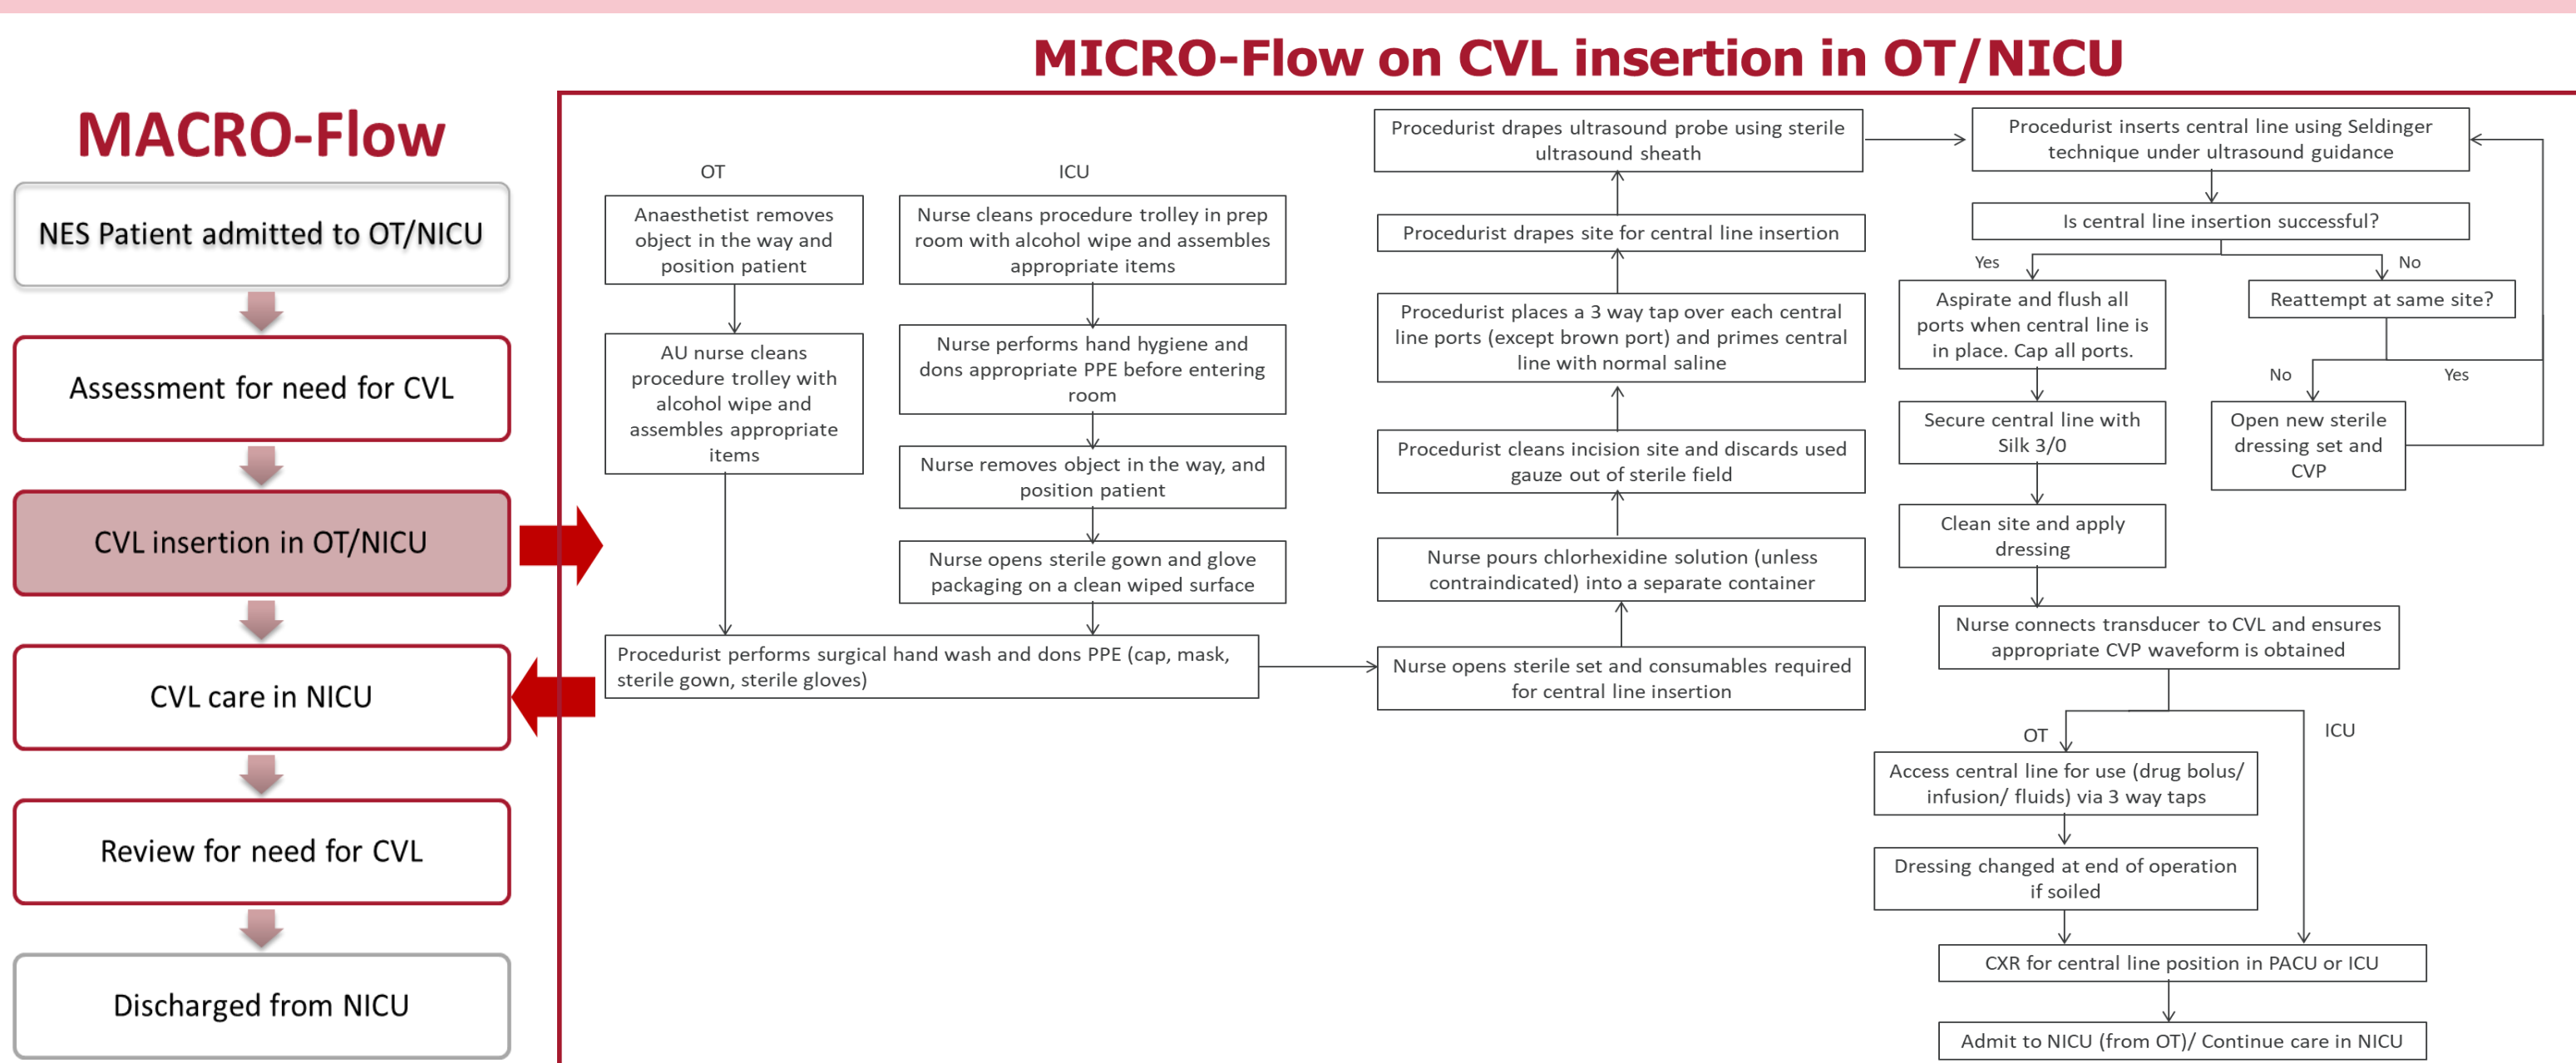 MICRO-Flow on CVL insertion in OT/NICU
MACRO-Flow
NES Patient admitted to OT/NICU
Assessment for need for CVL
CVL insertion in OT/NICU
CVL care in NICU
Review for need for CVL
Discharged from NICU
OT
Anaesthetist removes
object in the way and
position patient
AU nurse cleans
procedure trolley with
alcohol wipe and
assembles appropriate
items
ICU
Nurse cleans procedure trolley in prep
room with alcohol wipe and assembles
appropriate items
Nurse performs hand hygiene and
dons appropriate PPE before entering
room
Nurse removes object in the way, and
position patient
Nurse opens sterile gown and glove
packaging on a clean wiped surface
Procedurist performs surgical hand wash and dons PPE (cap, mask,
sterile gown, sterile gloves)
Nurse opens sterile set and consumables required
for central line insertion
Nurse pours chlorhexidine solution (unless
contraindicated) into a separate container
Procedurist cleans incision site and discards used
gauze out of sterile field
Procedurist places a 3 way tap over each central
line ports (except brown port) and primes central
line with normal saline
Procedurist drapes site for central line insertion
Procedurist drapes ultrasound probe using sterile
ultrasound sheath
Procedurist inserts central line using Seldinger
technique under ultrasound guidance
Is central line insertion successful?
Yes
No
Aspirate and flush all
ports when central line is
in place. Cap all ports.
Reattempt at same site?
No
Yes
Open new sterile
dressing set and
CVP
Secure central line with
Silk 3/0
Clean site and apply
dressing
Nurse connects transducer to CVL and ensures
appropriate CVP waveform is obtained
OT
ICU
Access central line for use (drug bolus/
infusion/ fluids) via 3 way taps
Dressing changed at end of operation
if soiled
CXR for central line position in PACU or ICU
Admit to NICU (from OT)/ Continue care in NICU